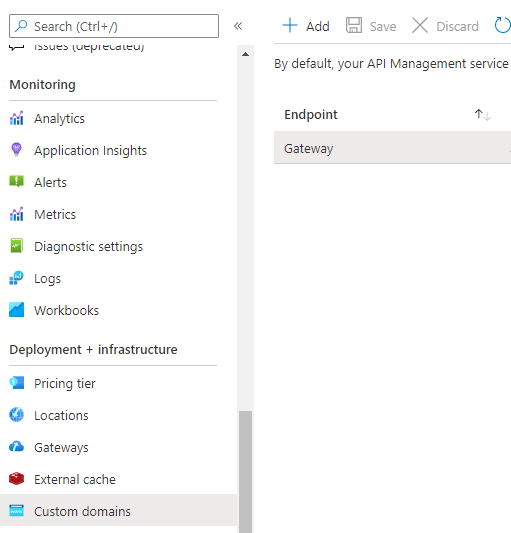 Search (Ctrl+/)
Issues (deprecated)
Monitoring
Analytics
Application Insights
Alerts
Metrics
Diagnostic settings
Logs
Workbooks
Deployment + infrastructure
Pricing tier
Locations
Gateways
External cache
Custom domains
Add Save Discard
By default, your API Management service
Endpoint
Gateway